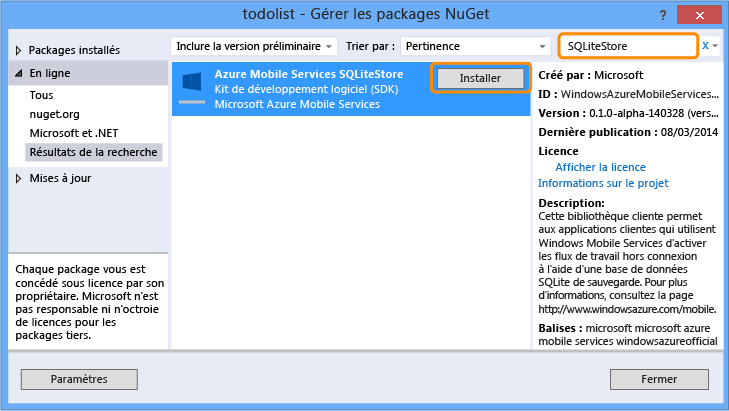 todolist - Gérer les packages NuGet
?
x
Packages installés
En ligne
Tous
nuget.org
Microsoft et .NET
Résultats de la recherche
Mises à jour
Chaque package vous est
concédé sous licence par son
propriétaire. Microsoft n'est
pas responsable ni n'octroie
de licences pour les
packages tiers.
Inclure la version préliminaire
Trier par : Pertinence
SQLiteStore
x
Azure Mobile Services SQLiteStore
Kit de développement logiciel (SDK)
Microsoft Azure Mobile Services
Installer
Créé par : Microsoft
ID : WindowsAzureMobileServices...
Version : 0.1.0-alpha-140328 (vers...
Dernière publication : 08/03/2014
Licence
Afficher la licence
Informations sur le projet
Description:
Cette bibliothèque cliente permet
aux applications clientes qui utilisent
Windows Mobile Services d'activer
les flux de travail hors connexion
à l'aide d'une base de données
SQLite de sauvegarde. Pour plus
d'informations, consultez la page
http://www.windowsazure.com/mobile.
Balises : microsoft microsoft azure
mobile services windowsazureofficial
Paramètres
Fermer